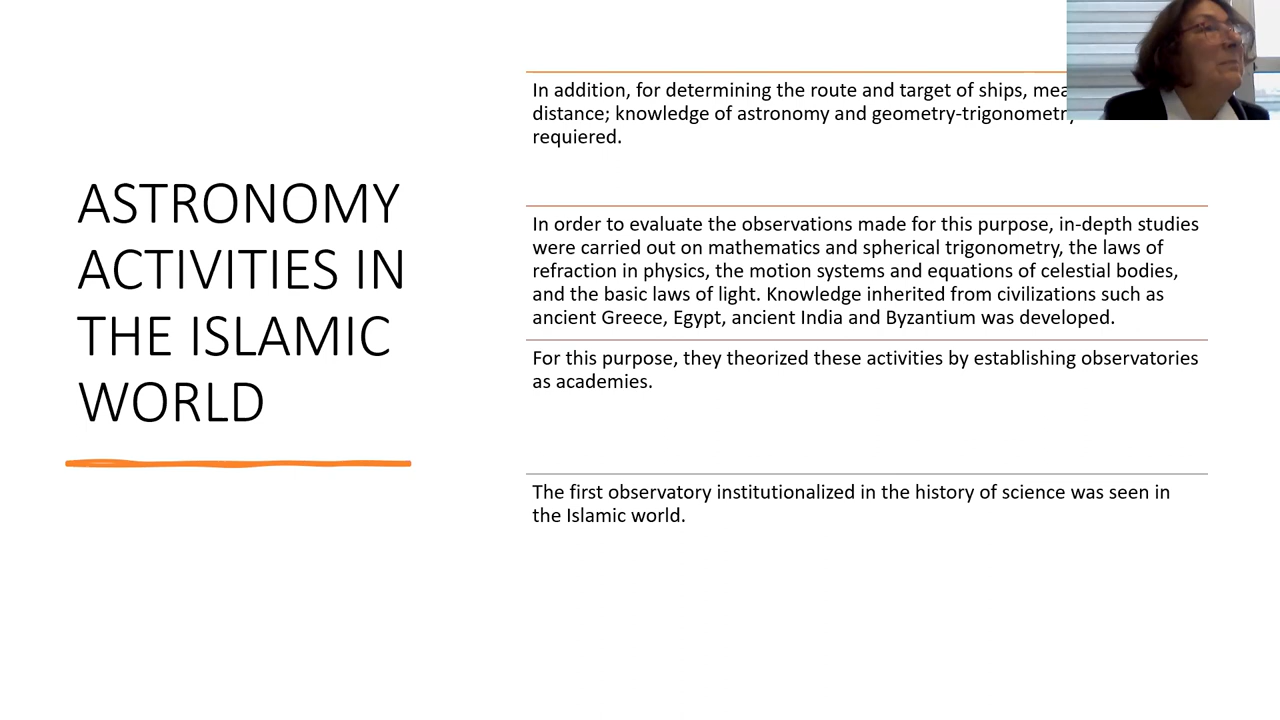 ASTRONOMY
ACTIVITIES IN
THE ISLAMIC
WORLD
In addition, for determining the route and target of ships,
distance; knowledge of astronomy and geometry-trigonometry
requiered.
In order to evaluate the observations made for this purpose, in-depth studies
were carried out on mathematics and spherical trigonometry, the laws of
refraction in physics, the motion systems and equations of celestial bodies,
and the basic laws of light. Knowledge inherited from civilizations such as
ancient Greece, Egypt, ancient India and Byzantium was developed.
For this purpose, they theorized these activities by establishing observatories
as academies.
The first observatory institutionalized in the history of science was seen in
the Islamic world.